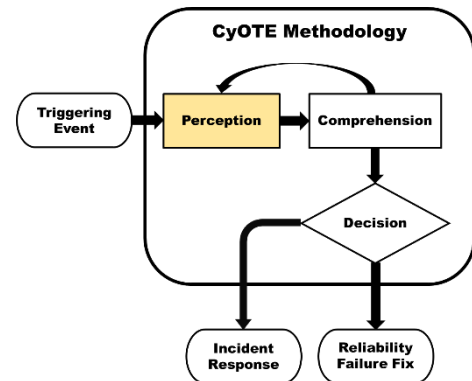 CyOTE Methodology
Triggering
Event
Perception
Comprehension
Decision
Incident
Response
Reliability
Failure Fix